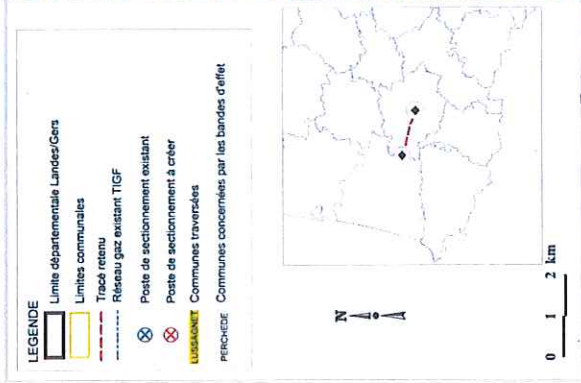 LEGENDE
Limite départementale Landes/Gers
Limites communales
Tracé retenu
Réseau gaz existant TIGF
Poste de sectionnement existant
Poste de sectionnement à créer
LUSSAGNET Communes traversées
PERCHEDE Communes concernées par les bandes d'effet
N
0 1 2 km